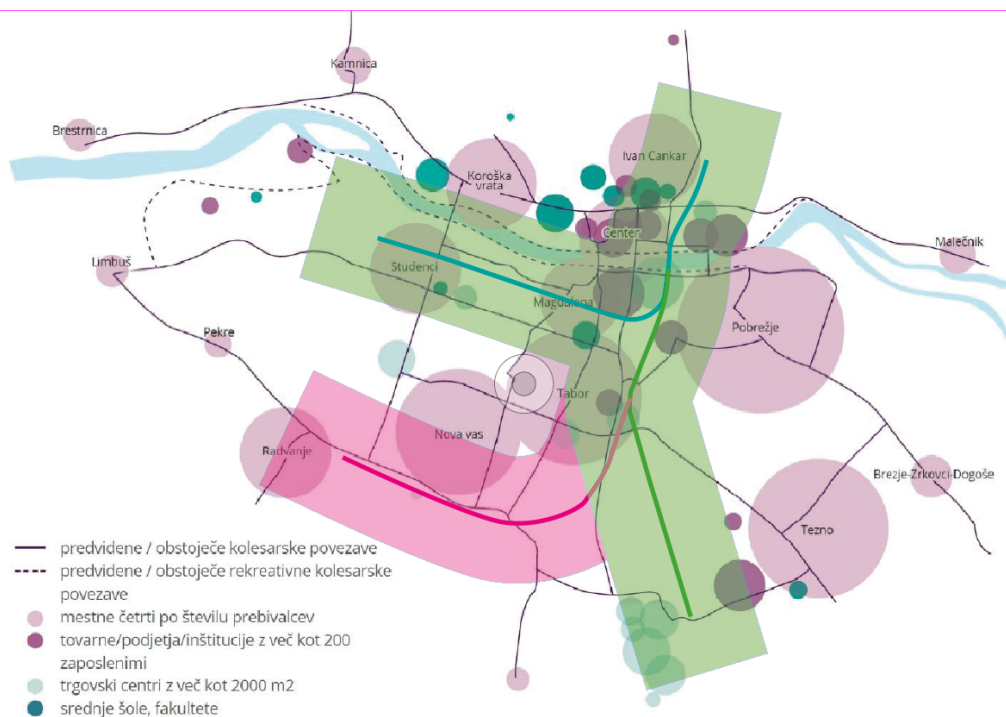 Kamnica
Brestrnica
Ivan Cankar
Koroška
vrata
Center
Malečnik
Limbuš
Studenci
Magdalena
Pobrežje
Pekre
Tabor
Nova vas
Radvanje
Brezje-Zrkovci-Dogoše
Tezno
predvidene / obstoječe kolesarske povezave
predvidene / obstoječe rekreativne kolesarske
povezave
mestne četrti po številu prebivalcev
tovarne/podjetja/inštitucije z več kot 200
zaposlenimi
trgovski centri z več kot 2000 m2
srednje šole, fakultete